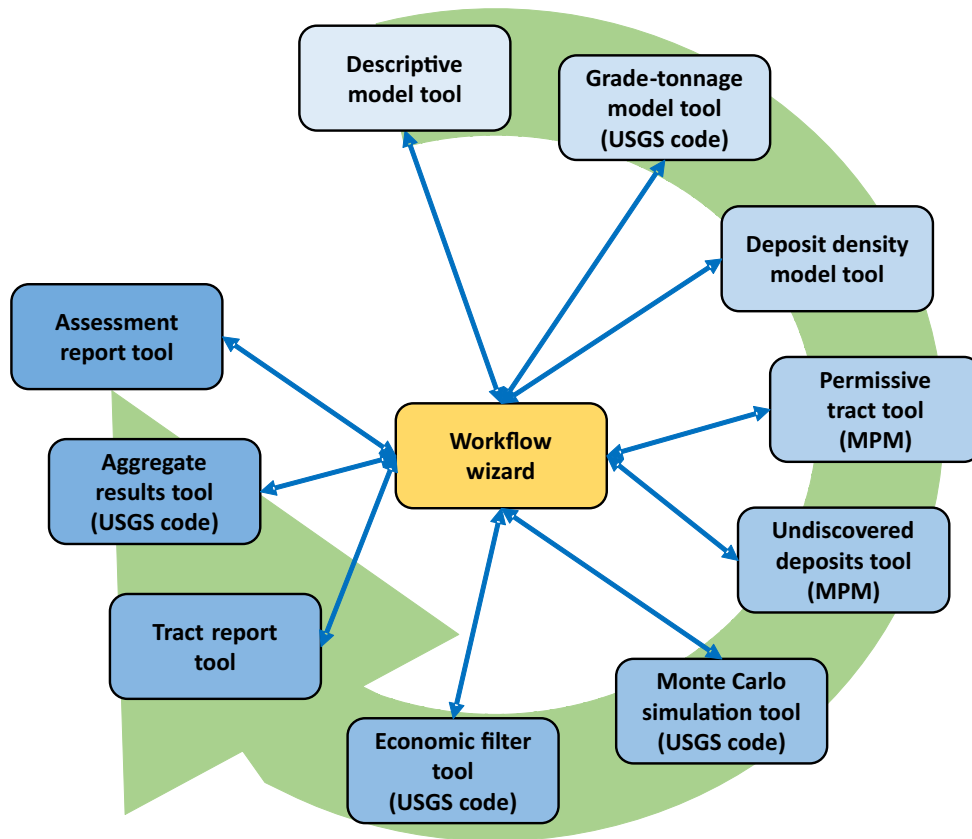 Descriptive
model tool
Grade-tonnage
model tool
(USGS code)
Deposit density
model tool
Permissive
tract tool
(MPM)
Undiscovered
deposits tool
(MPM)
Monte Carlo
simulation tool
(USGS code)
Economic filter
tool
(USGS code)
Tract report
tool
Aggregate
results tool
(USGS code)
Assessment
report tool
Workflow
wizard